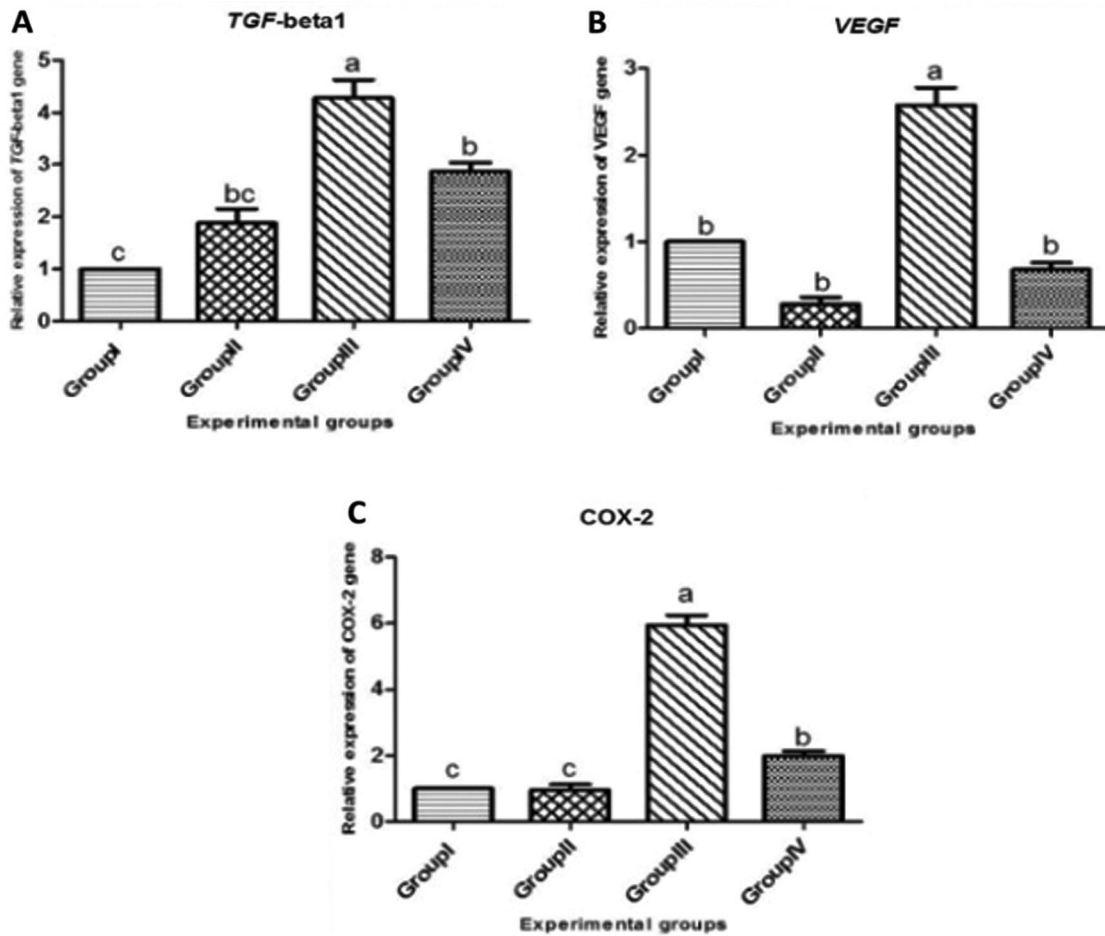 A
TGF-beta1
Relative expression of TGF-beta1 gene
5
4
3
2
1
0
c
bc
a
b
GroupI
GroupII
GroupIII
GroupIV
Experimental groups
B
VEGF
Relative expression of VEGF gene
3
2
1
0
b
b
a
b
GroupI
GroupII
GroupIII
GroupIV
Experimental groups
C
COX-2
Relative expression of COX-2 gene
8
6
4
2
0
c
c
a
b
GroupI
GroupII
GroupIII
GroupIV
Experimental groups